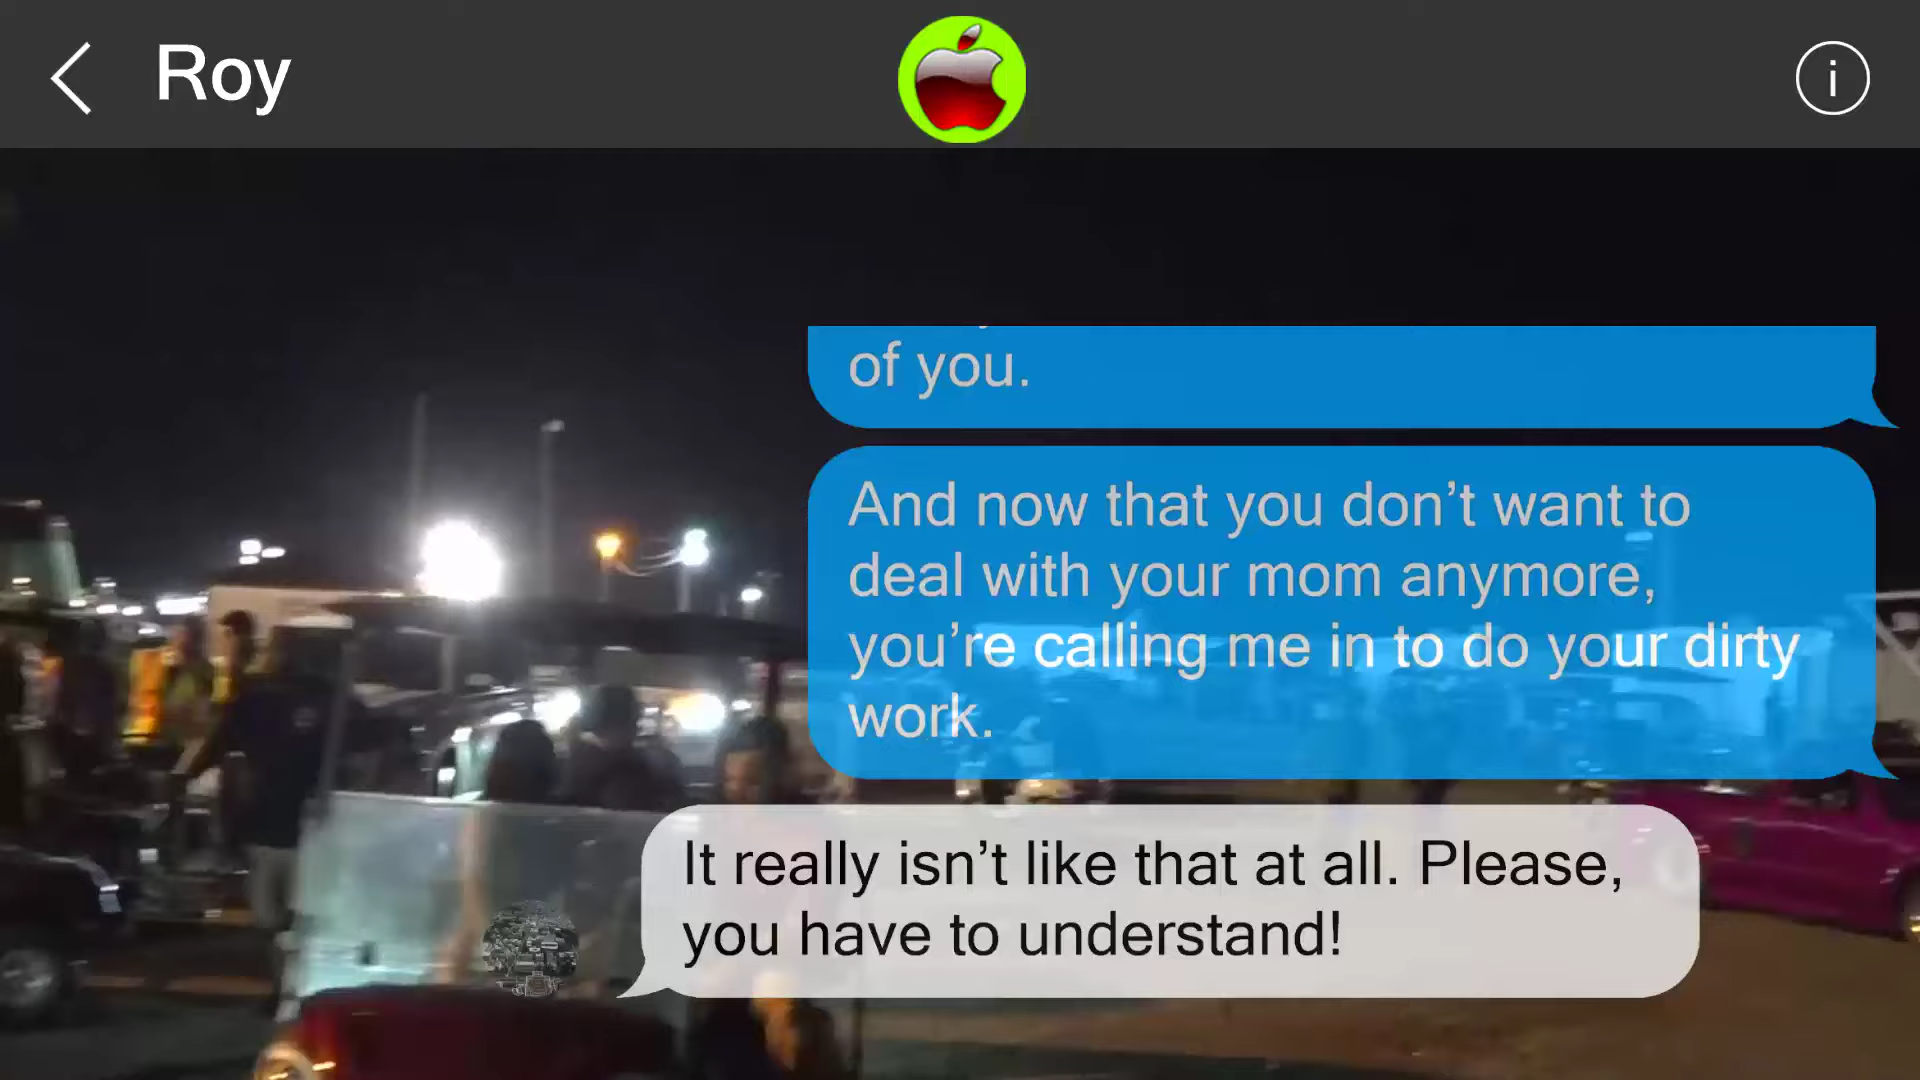 Roy
i
of you.
And now that you don’t want to
deal with your mom anymore,
you’re calling me in to do your dirty
work.
It really isn’t like that at all. Please,
you have to understand!